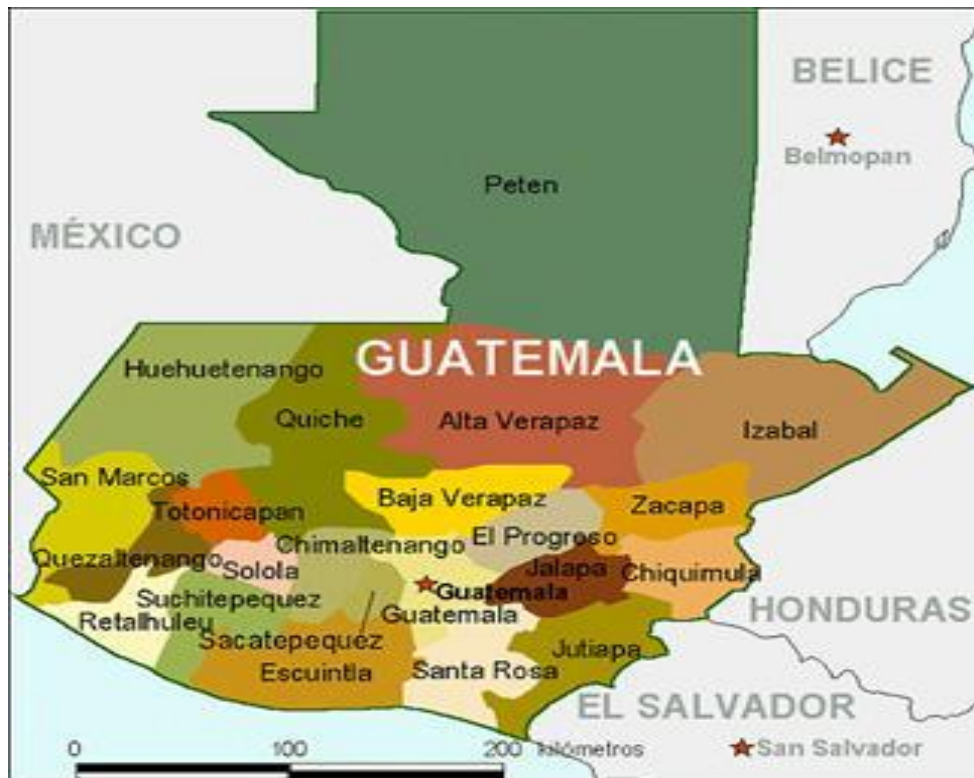 BELICE
Belmopan
Peten
MÉXICO
GUATEMALA
Huehuetenango
Quiche
Alta Verapaz
Izabal
San Marcos
Baja Verapaz
Zacapa
Totonicapan
El Progreso
Chimaltenango
Quezaltenango
Solola
Jalapa
Chiquimula
Guatemala
Suchitepequez
Guatemala
HONDURAS
Retalhuleu
Sacatepequez
Jutiapa
Escuintla
Santa Rosa
EL SALVADOR
0 100 200 kilómetros
San Salvador